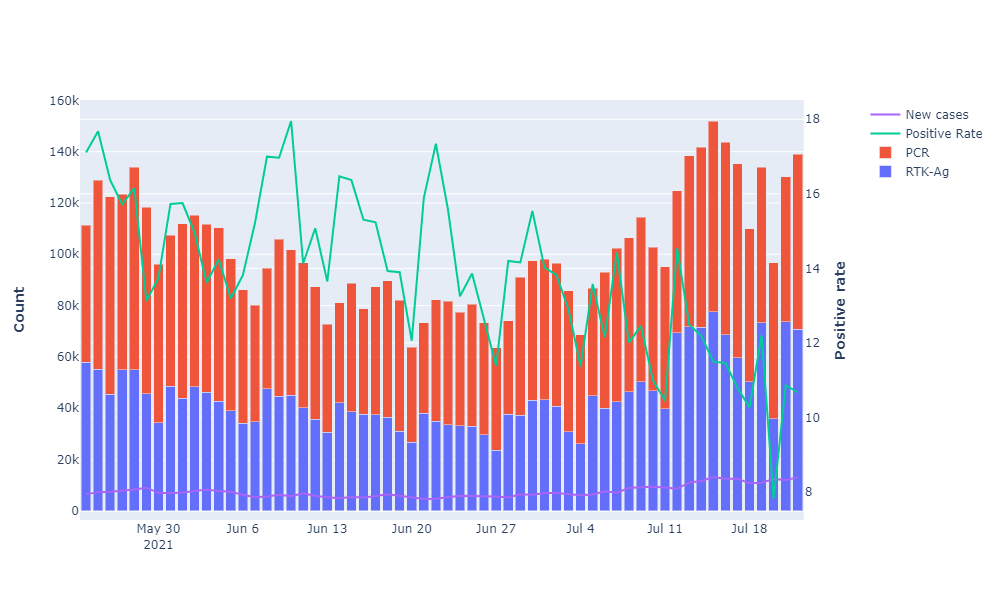 160k
140k
120k
100k
80k
60k
40k
20k
0
Count
18
16
14
12
10
8
Positive rate
May 30
2021
Jun 6
Jun 13
Jun 20
Jun 27
Jul 4
Jul 11
Jul 18
New cases
Positive Rate
PCR
RTK-Ag